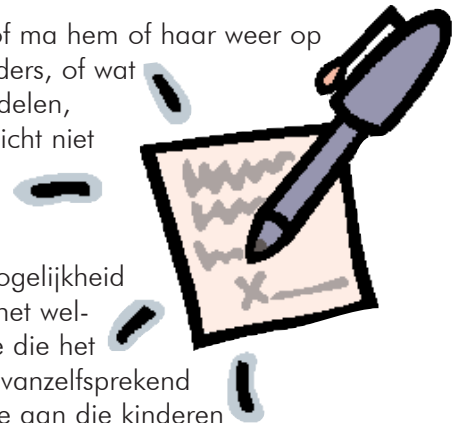 of ma hem of haar weer op
ders, of wat
delen,
icht niet
ogelijkheid
net wel-
e die het
vanzelfsprekend
e aan die kinderen
x